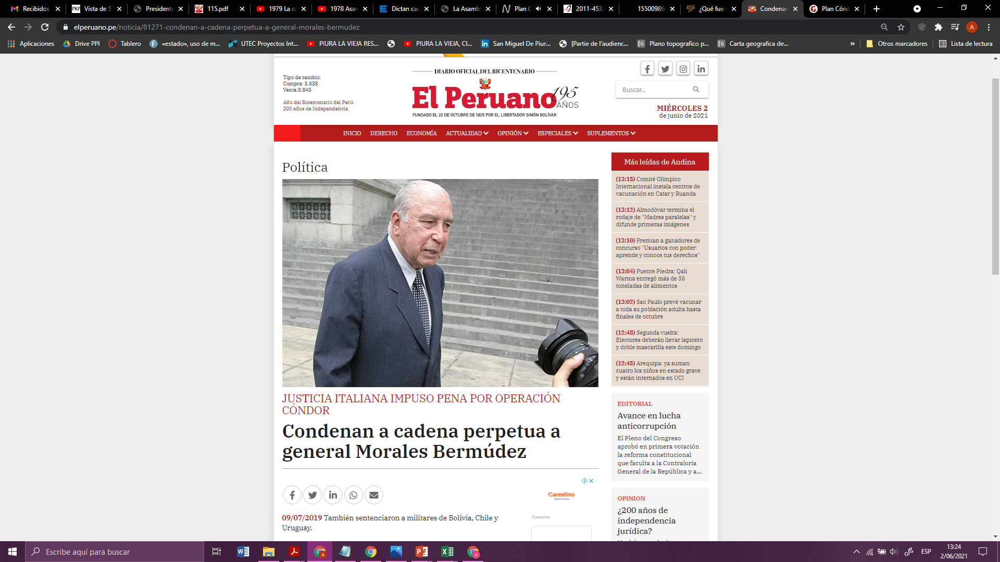 Recibidos
Vista de 5
Presidente
115.pdf
1979 La ca
1978 Asan
Dictan cac
La Asambl
Plan C
2011-4532
15500986
¿Qué fue
Condenan
Plan Cónd
elperuano.pe/noticia/81271-condenan-a-cadena-perpetua-a-general-morales-bermudez
A
Aplicaciones
Drive PPI
Tablero
«estado», uso de m...
UTEC Proyectos Int...
PIURA LA VIEJA RES...
PIURA LA VIEJA, CI...
San Miguel De Piur...
[Partie de l'audienc...
Plano topografico p...
Carta geografica de...
»
Otros marcadores
Lista de lectura
Tipo de cambio:
Compra: 3.838
Venta:3.845
Año del Bicentenario del Perú:
200 años de Independencia
DIARIO OFICIAL DEL BICENTENARIO
El Peruano
195
AÑOS
FUNDADO EL 22 DE OCTUBRE DE 1825 POR EL LIBERTADOR SIMÓN BOLÍVAR
Buscar..
MIÉRCOLES 2
de junio de 2021
INICIO DERECHO ECONOMÍA ACTUALIDAD OPINIÓN ESPECIALES SUPLEMENTOS
Política
JUSTICIA ITALIANA IMPUSO PENA POR OPERACIÓN
CÓNDOR
Condenan a cadena perpetua a
general Morales Bermúdez
Carestino
Carestino
09/07/2019 También sentenciaron a militares de Bolivia, Chile y
Uruguay.
Más leídas de Andina
(13:15) Comité Olímpico
Internacional instala centros de
vacunación en Catar y Ruanda
(13:12) Almodóvar termina el
rodaje de "Madres paralelas" y
difunde primeras imágenes
(13:10) Premian a ganadores de
concurso "Usuarios con poder:
aprende y conoce tus derechos"
(13:04) Puente Piedra: Qali
Warma entregó más de 35
toneladas de alimentos
(13:02) Sao Paulo prevé vacunar
a toda su población adulta hasta
finales de octubre
(12:48) Segunda vuelta:
Electores deberán llevar lapicero
y doble mascarilla este domingo
(12:45) Arequipa: ya suman
cuatro los niños en estado grave
y están internados en UCI
EDITORIAL
Avance en lucha
anticorrupción
El Pleno del Congreso
aprobó en primera votación
la reforma constitucional
que faculta a la Contraloría
General de la República y a...
OPINION
¿200 años de
independencia
jurídica?
Escribe aquí para buscar
ESP
13:24
2/06/2021